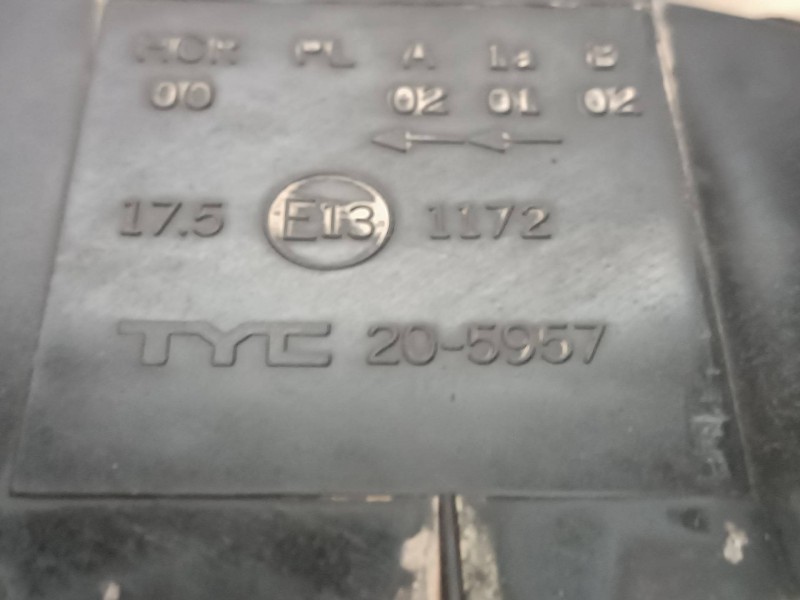 HCR PL A 1a B
00 02 01 02
17.5 E13 1172
TYC 20-5957